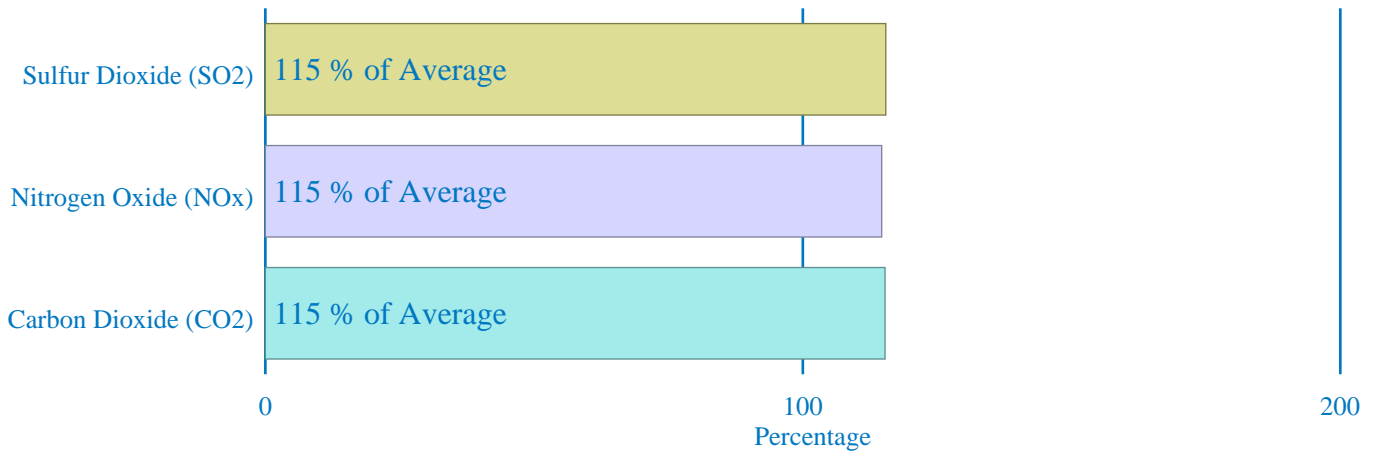 Sulfur Dioxide (SO2)
115 % of Average
Nitrogen Oxide (NOx)
115 % of Average
Carbon Dioxide (CO2)
115 % of Average
0 100 200
Percentage